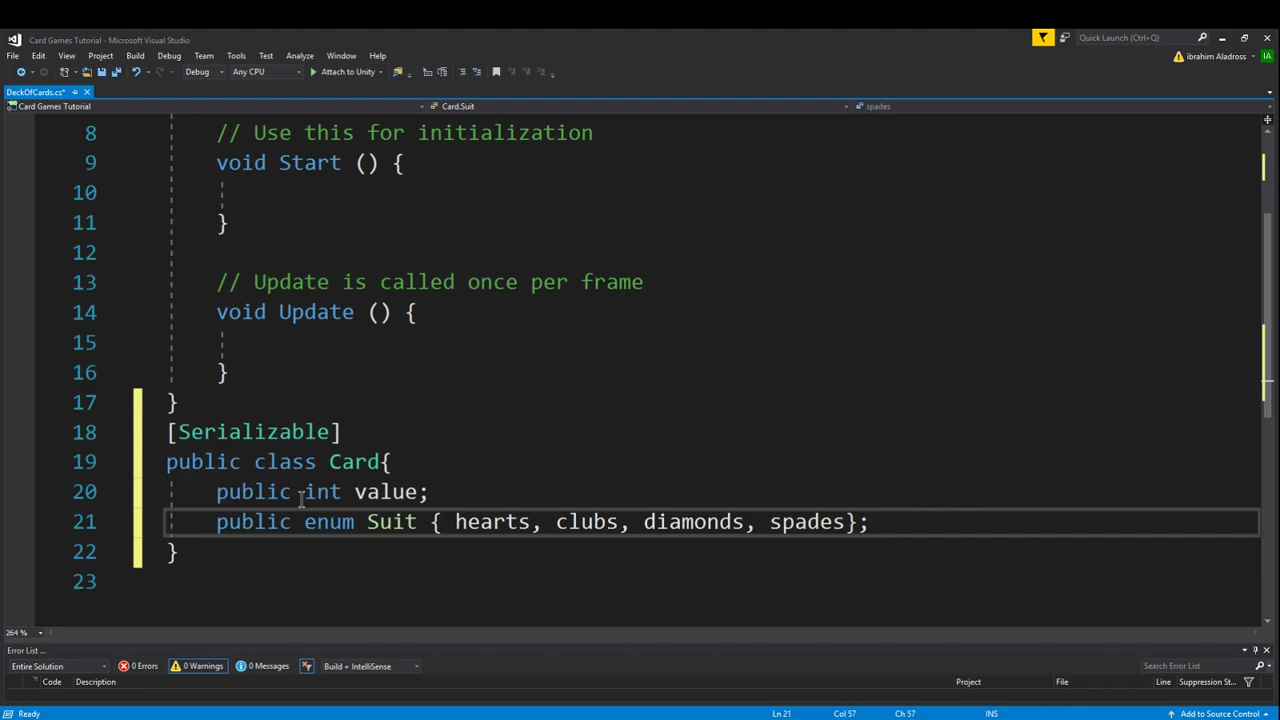 Card Games Tutorial - Microsoft Visual Studio
Quick Launch (Ctrl+Q)
File Edit View Project Build Debug Team Tools Test Analyze Window Help
ibrahim Aladross IA
Debug Any CPU Attach to Unity
DeckOfCards.cs*
Card Games Tutorial Card.Suit spades
8 // Use this for initialization
9 void Start () {
10
11 }
12
13 // Update is called once per frame
14 void Update () {
15
16 }
17 }
18 [Serializable]
19 public class Card{
20 public int value;
21 public enum Suit { hearts, clubs, diamonds, spades};
22 }
23
264 %
Error List ...
Entire Solution 0 Errors 0 Warnings 0 Messages Build + IntelliSense Search Error List
Code Description Project File Line Suppression St...
Ready Ln 21 Col 57 Ch 57 INS Add to Source Control